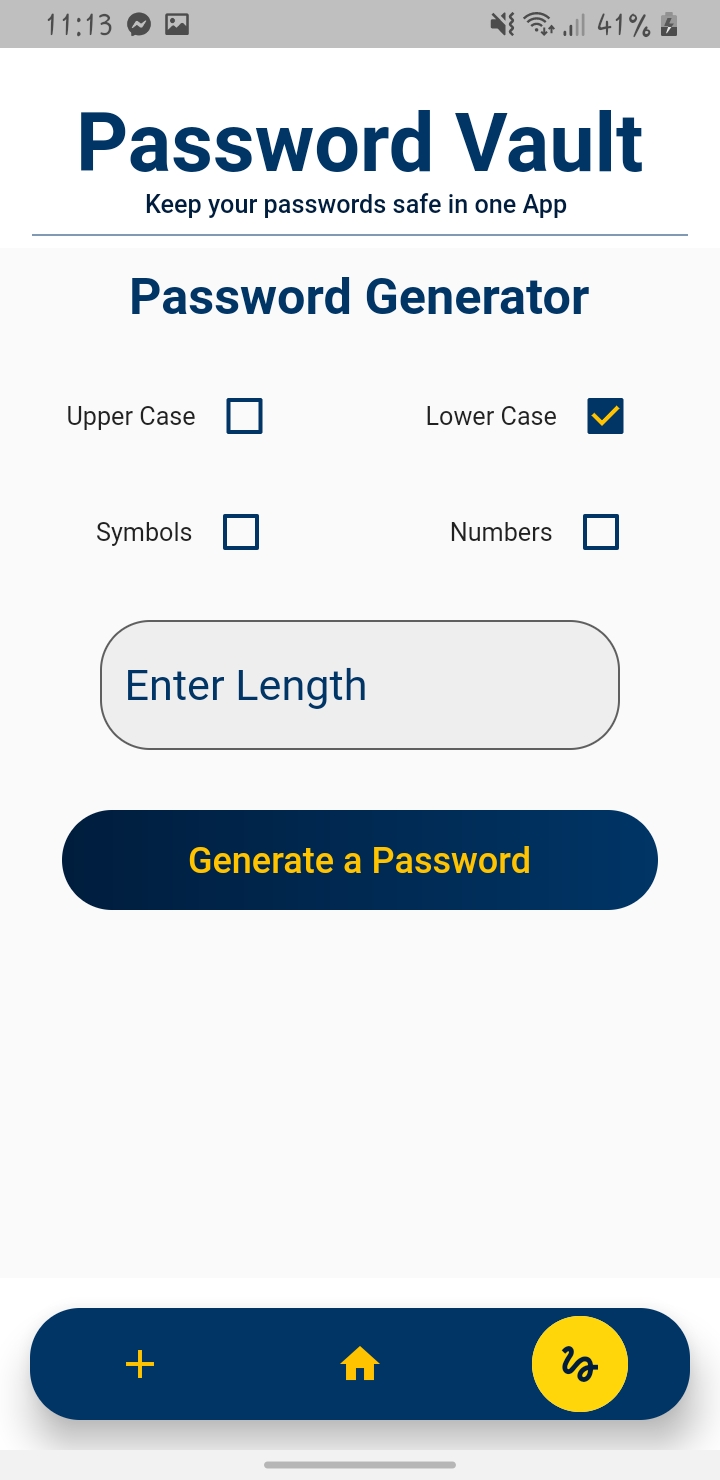 11:13 41%
Password Vault
Keep your passwords safe in one App
Password Generator
Upper Case Lower Case
Symbols Numbers
Enter Length
Generate a Password